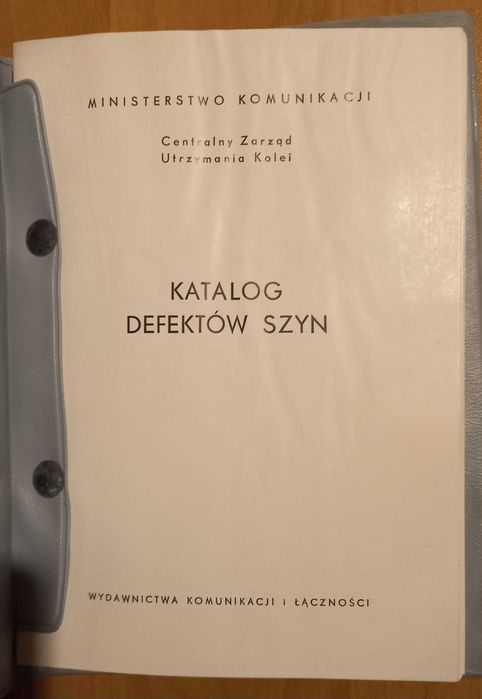 MINISTERSTWO KOMUNIKACJI
Centralny Zarząd
Utrzymania Kolei
KATALOG
DEFEKTÓW SZYN
WYDAWNICTWA KOMUNIKACJI i ŁĄCZNOŚCI